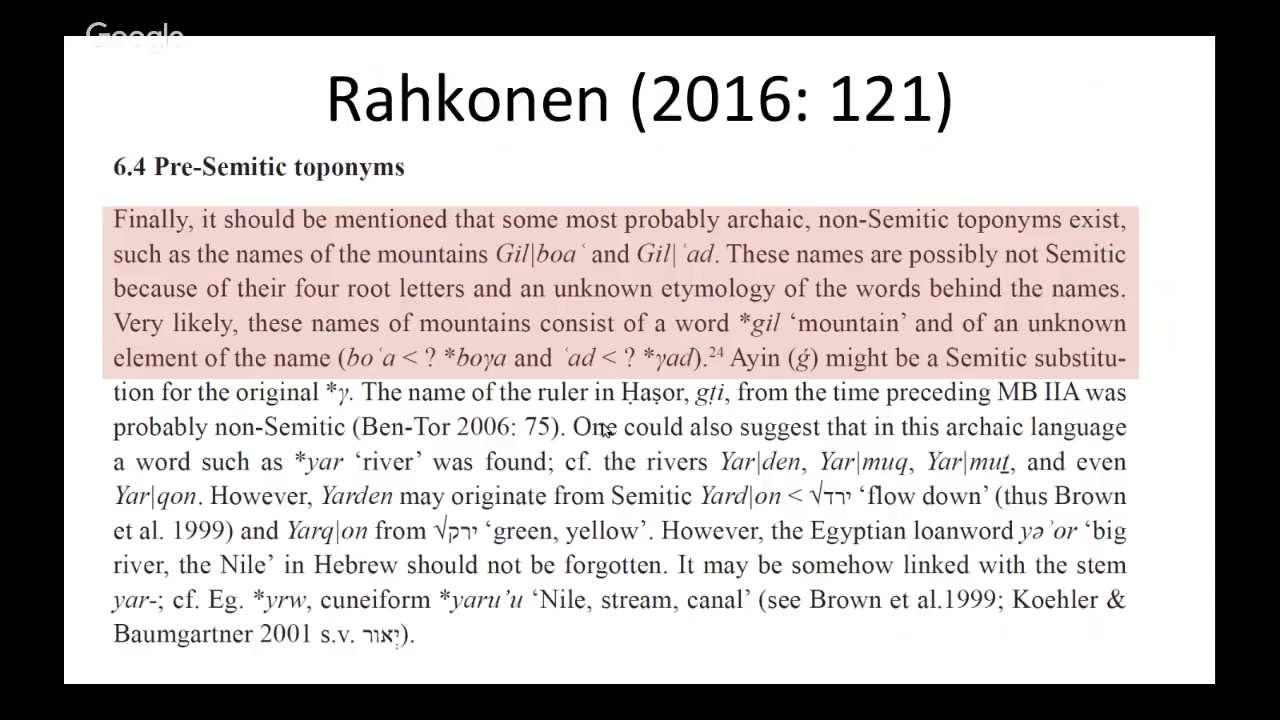 Google
Rahkonen (2016: 121)
6.4 Pre-Semitic toponyms
Finally, it should be mentioned that some most probably archaic, non-Semitic toponyms exist,
such as the names of the mountains Gil|boaʿ and Gil|ʿad. These names are possibly not Semitic
because of their four root letters and an unknown etymology of the words behind the names.
Very likely, these names of mountains consist of a word *gil ‘mountain’ and of an unknown
element of the name (boʿa < ? *boγa and ʿad < ? *γad).²⁴ Ayin (ǵ) might be a Semitic substitu-
tion for the original *γ. The name of the ruler in Ḥaṣor, gṭi, from the time preceding MB IIA was
probably non-Semitic (Ben-Tor 2006: 75). One could also suggest that in this archaic language
a word such as *yar ‘river’ was found; cf. the rivers Yar|den, Yar|muq, Yar|muṯ, and even
Yar|qon. However, Yarden may originate from Semitic Yard|on < √ירד ‘flow down’ (thus Brown
et al. 1999) and Yarq|on from √ירק ‘green, yellow’. However, the Egyptian loanword yəʾor ‘big
river, the Nile’ in Hebrew should not be forgotten. It may be somehow linked with the stem
yar-; cf. Eg. *yrw, cuneiform *yaru’u ‘Nile, stream, canal’ (see Brown et al.1999; Koehler &
Baumgartner 2001 s.v. יְאוֹר).